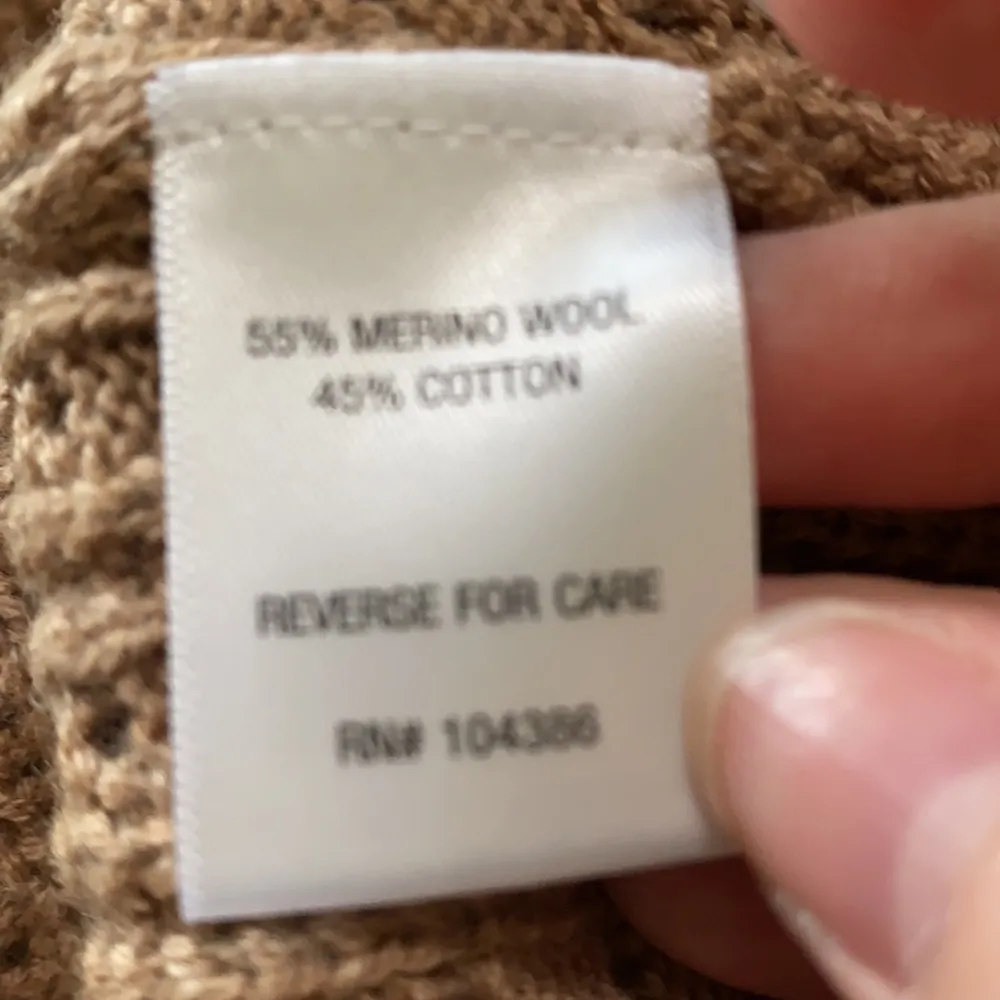 55% MERINO WOOL
45% COTTON
REVERSE FOR CARE
RN# 104386